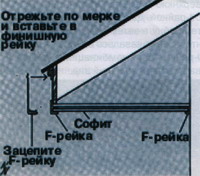 Отрежьте по мерке
и вставьте в
финишную
рейку
Софит
F-рейка
F-рейка
Зацепите
F-рейку